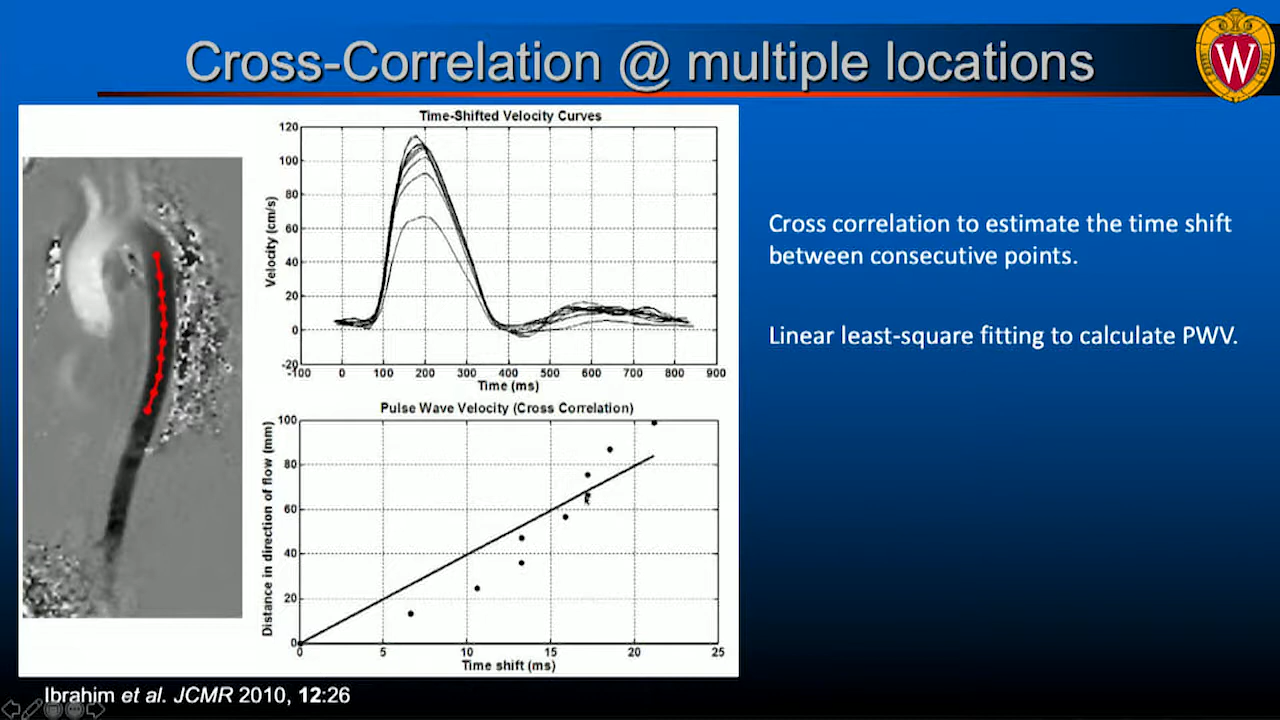 Cross-Correlation @ multiple locations
W
Time-Shifted Velocity Curves
120
100
80
60
40
20
0
-20
Velocity (cm/s)
-100 0 100 200 300 400 500 600 700 800 900
Time (ms)
Pulse Wave Velocity (Cross Correlation)
100
80
60
40
20
0
Distance in direction of flow (mm)
0 5 10 15 20 25
Time shift (ms)
Cross correlation to estimate the time shift
between consecutive points.
Linear least-square fitting to calculate PWV.
Ibrahim et al. JCMR 2010, 12:26